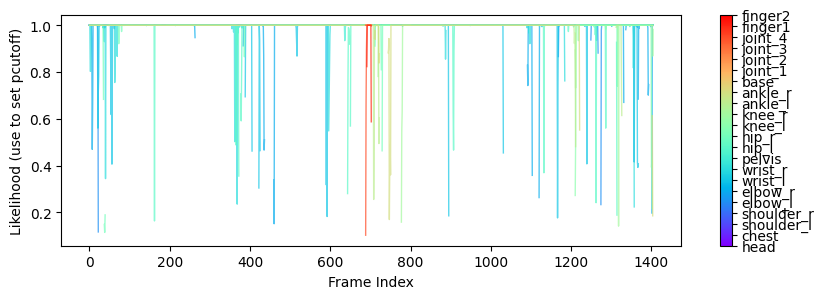 Likelihood (use to set pcutoff)
1.0
0.8
0.6
0.4
0.2
0
200
400
600
800
1000
1200
1400
Frame Index
finger2
finger1
joint_4
joint_3
joint_2
joint_1
base
ankle_r
ankle_l
knee_r
knee_l
hip_r
hip_l
pelvis
wrist_r
wrist_l
elbow_r
elbow_l
shoulder_r
shoulder_l
chest
head